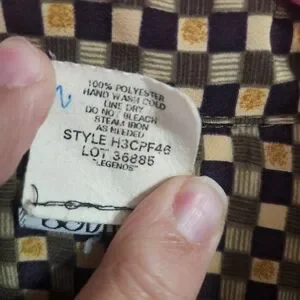 100% POLYESTER
HAND WASH COLD
LINE DRY
DO NOT BLEACH
STEAM IRON
AS NEEDED
STYLE H3CPF46
LOT 36885
"LEGENDS"